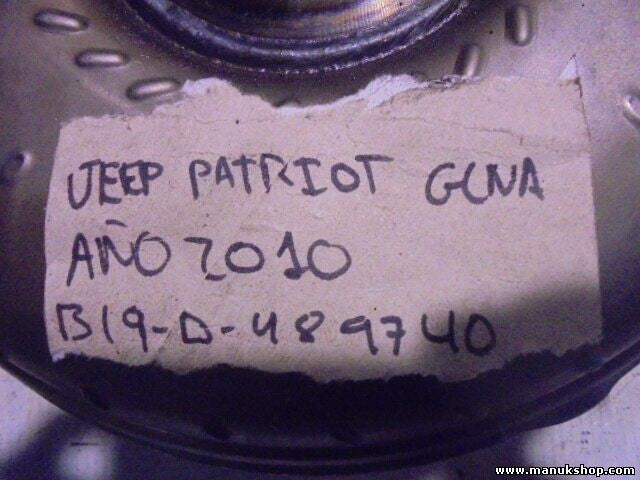 JEEP PATRIOT GCNA
AÑO 2010
B19-D-489740
www.manukshop.com